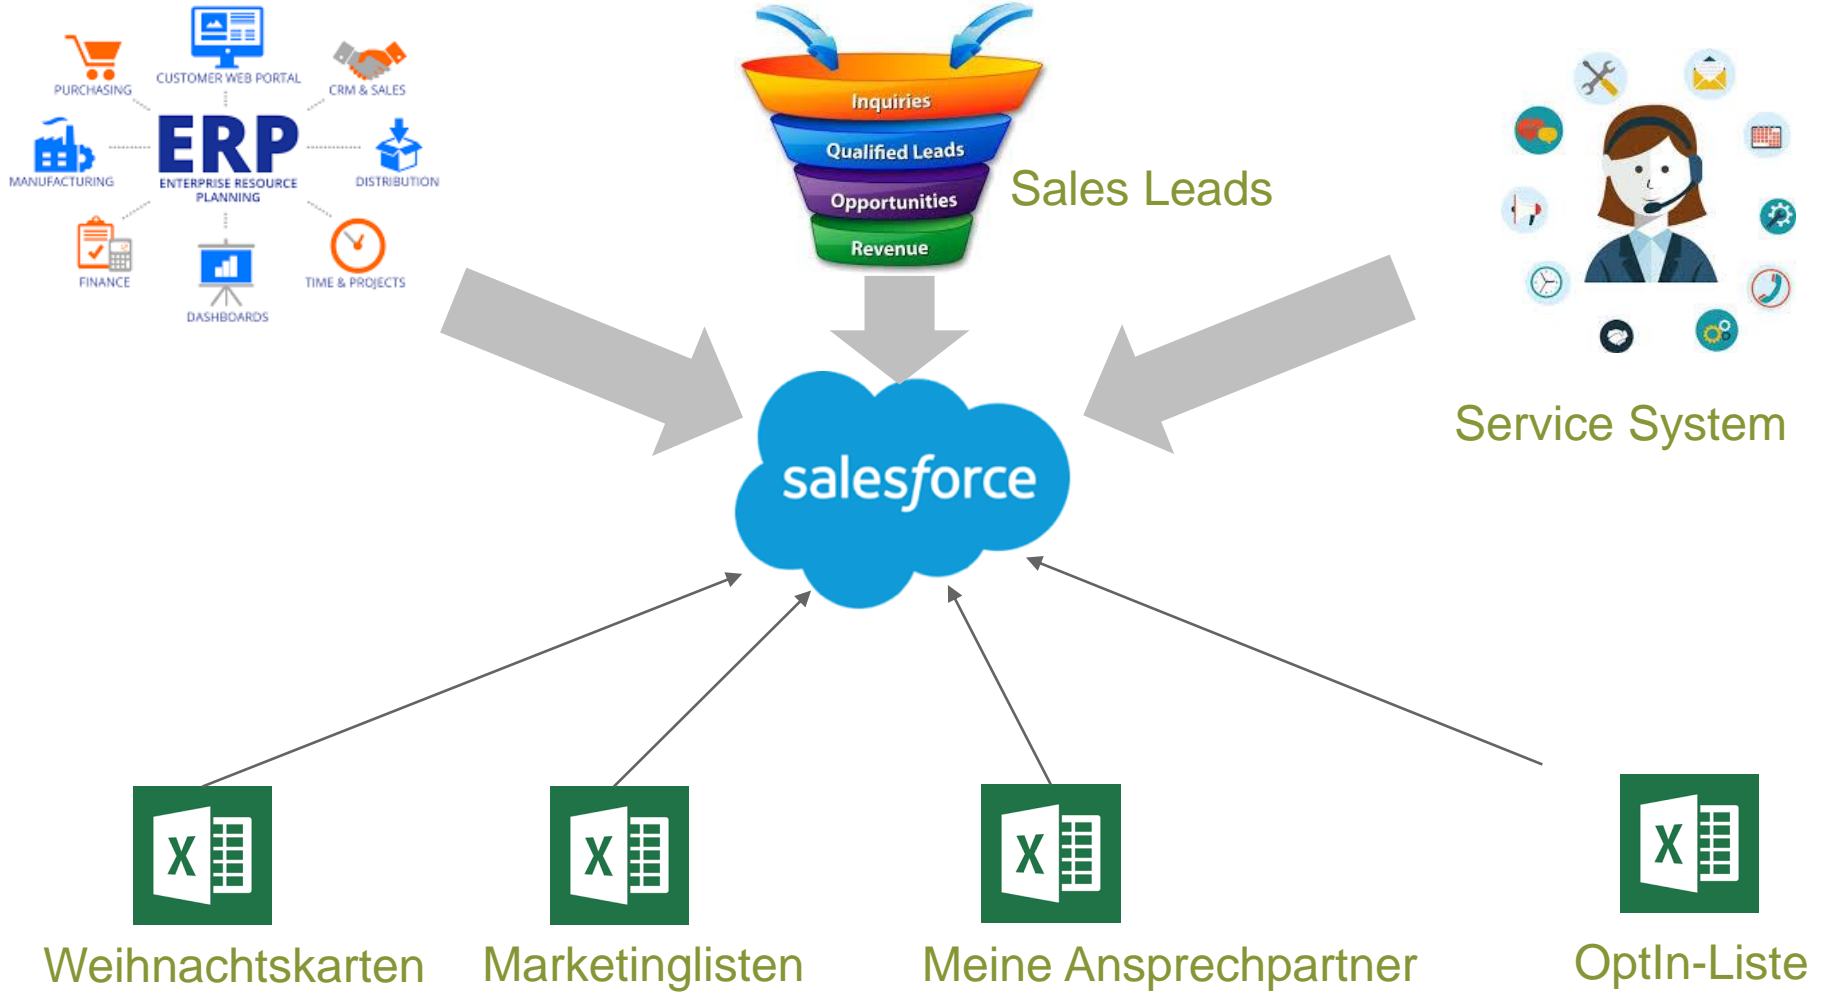 PURCHASING
CUSTOMER WEB PORTAL
CRM & SALES
MANUFACTURING
ERP
ENTERPRISE RESOURCE
PLANNING
DISTRIBUTION
FINANCE
DASHBOARDS
TIME & PROJECTS
Inquiries
Qualified Leads
Opportunities
Revenue
Sales Leads
Service System
salesforce
X
X
X
X
Weihnachtskarten
Marketinglisten
Meine Ansprechpartner
OptIn-Liste